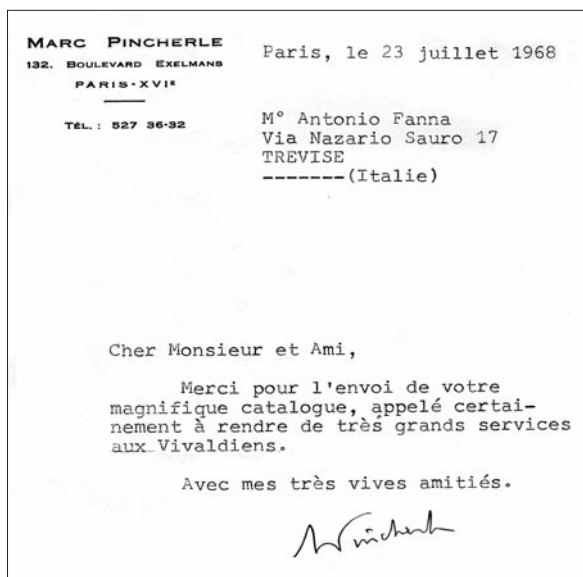 MARC PINCHERLE
132, BOULEVARD EXELMANS
PARIS-XVIE
TÉL. : 527 36-32
Paris, le 23 juillet 1968
M° Antonio Fanna
Via Nazario Sauro 17
TREVISE
-------(Italie)
Cher Monsieur et Ami,
Merci pour l'envoi de votre
magnifique catalogue, appelé certai-
nement à rendre de très grands services
aux Vivaldiens.
Avec mes très vives amitiés.
M Pincherle